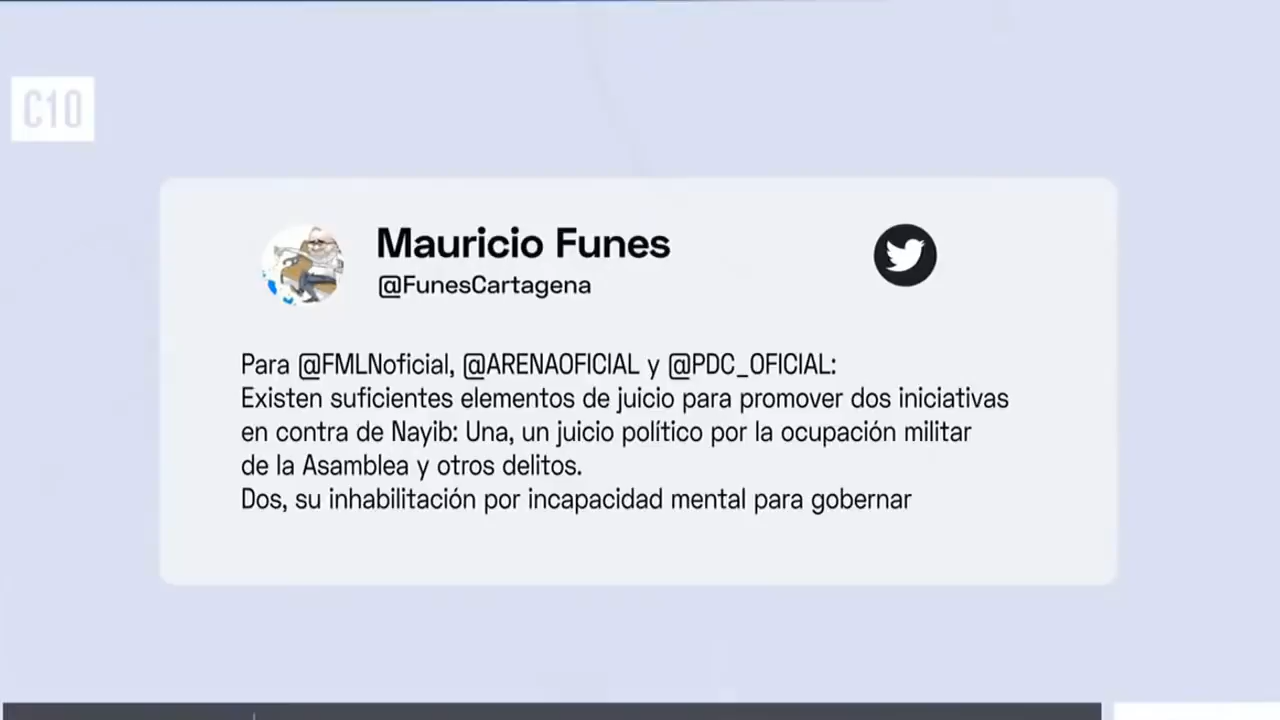 C10
Mauricio Funes
@FunesCartagena
Para @FMLNoficial, @ARENAOFICIAL y @PDC_OFICIAL:
Existen suficientes elementos de juicio para promover dos iniciativas
en contra de Nayib: Una, un juicio político por la ocupación militar
de la Asamblea y otros delitos.
Dos, su inhabilitación por incapacidad mental para gobernar